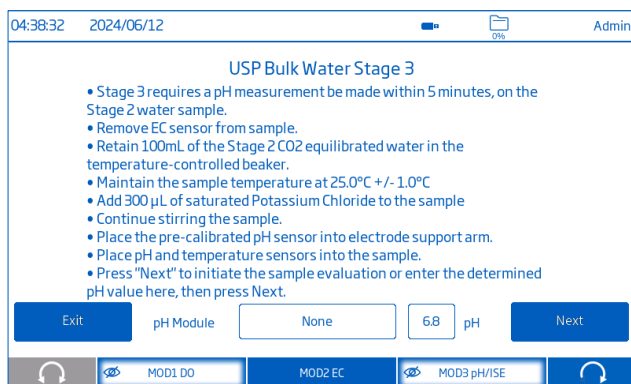 04:38:32 2024/06/12 0% Admin
USP Bulk Water Stage 3
• Stage 3 requires a pH measurement be made within 5 minutes, on the
Stage 2 water sample.
• Remove EC sensor from sample.
• Retain 100mL of the Stage 2 CO2 equilibrated water in the
temperature-controlled beaker.
• Maintain the sample temperature at 25.0°C +/- 1.0°C
• Add 300 µL of saturated Potassium Chloride to the sample
• Continue stirring the sample.
• Place the pre-calibrated pH sensor into electrode support arm.
• Place pH and temperature sensors into the sample.
• Press "Next" to initiate the sample evaluation or enter the determined
pH value here, then press Next.
Exit pH Module None 6.8 pH Next
MOD1 DO MOD2 EC MOD3 pH/ISE